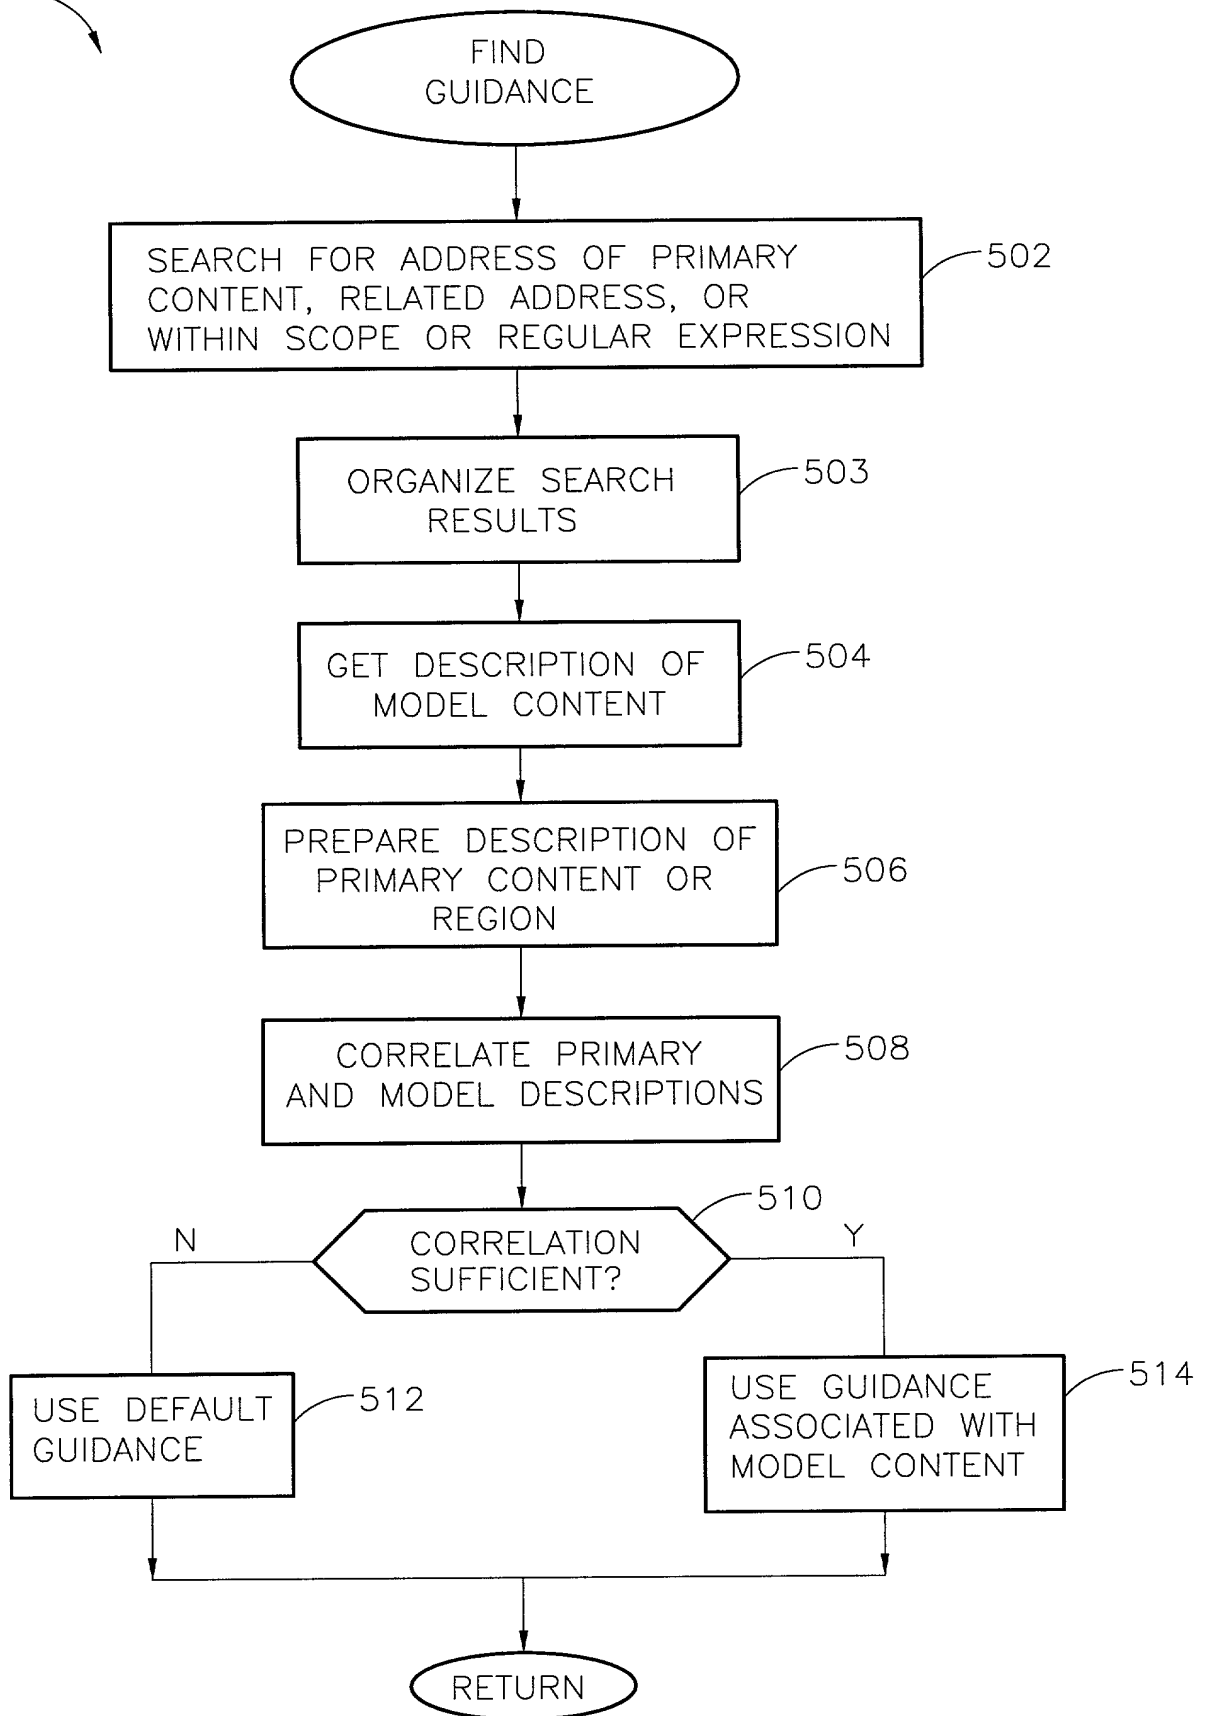 FIND
GUIDANCE
SEARCH FOR ADDRESS OF PRIMARY
CONTENT, RELATED ADDRESS, OR
WITHIN SCOPE OR REGULAR EXPRESSION
502
ORGANIZE SEARCH
RESULTS
503
GET DESCRIPTION OF
MODEL CONTENT
504
PREPARE DESCRIPTION OF
PRIMARY CONTENT OR
REGION
506
CORRELATE PRIMARY
AND MODEL DESCRIPTIONS
508
CORRELATION
SUFFICIENT?
510
N
Y
USE DEFAULT
GUIDANCE
512
USE GUIDANCE
ASSOCIATED WITH
MODEL CONTENT
514
RETURN